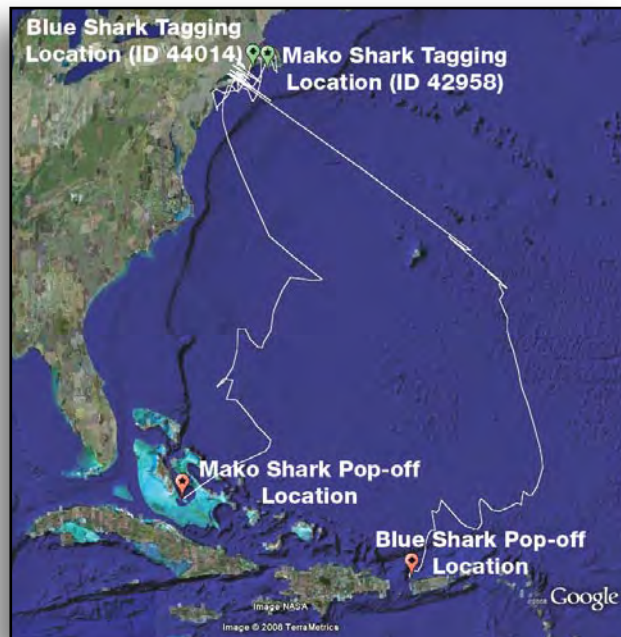 Blue Shark Tagging
Location (ID 44014)
Mako Shark Tagging
Location (ID 42958)
Mako Shark Pop-off
Location
Blue Shark Pop-off
Location
Google
Image NASA
Image © 2008 TerraMetrics